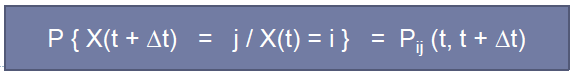 P { X(t + Δt) = j / X(t) = i } = Pij (t, t + Δt)